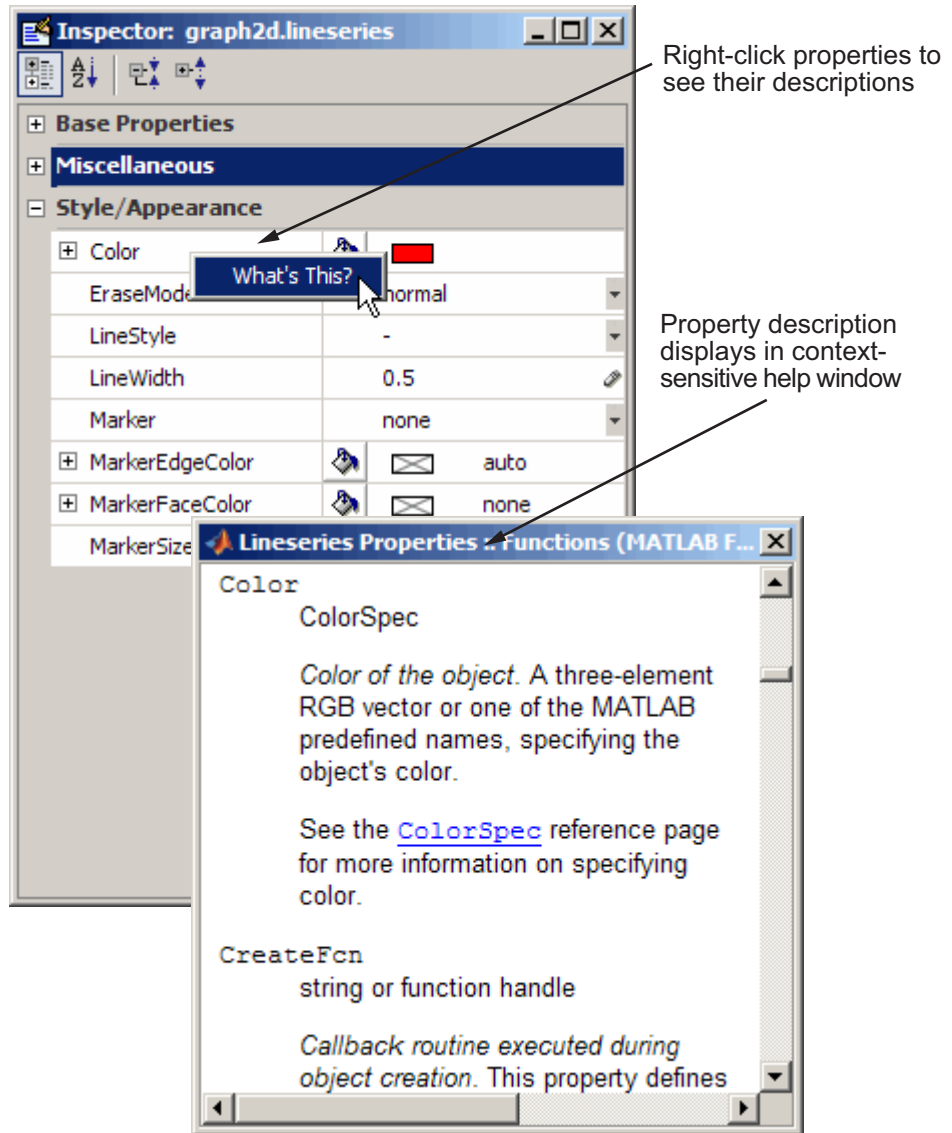 Inspector: graph2d.lineseries
Right-click properties to
see their descriptions
A
Z
Base Properties
Miscellaneous
Style/Appearance
Color
What's This?
EraseMode normal
LineStyle -
LineWidth 0.5
Marker none
MarkerEdgeColor auto
MarkerFaceColor none
MarkerSize
Property description
displays in context-
sensitive help window
Lineseries Properties :: Functions (MATLAB F...
Color
ColorSpec
Color of the object. A three-element
RGB vector or one of the MATLAB
predefined names, specifying the
object's color.
See the ColorSpec reference page
for more information on specifying
color.
CreateFcn
string or function handle
Callback routine executed during
object creation. This property defines